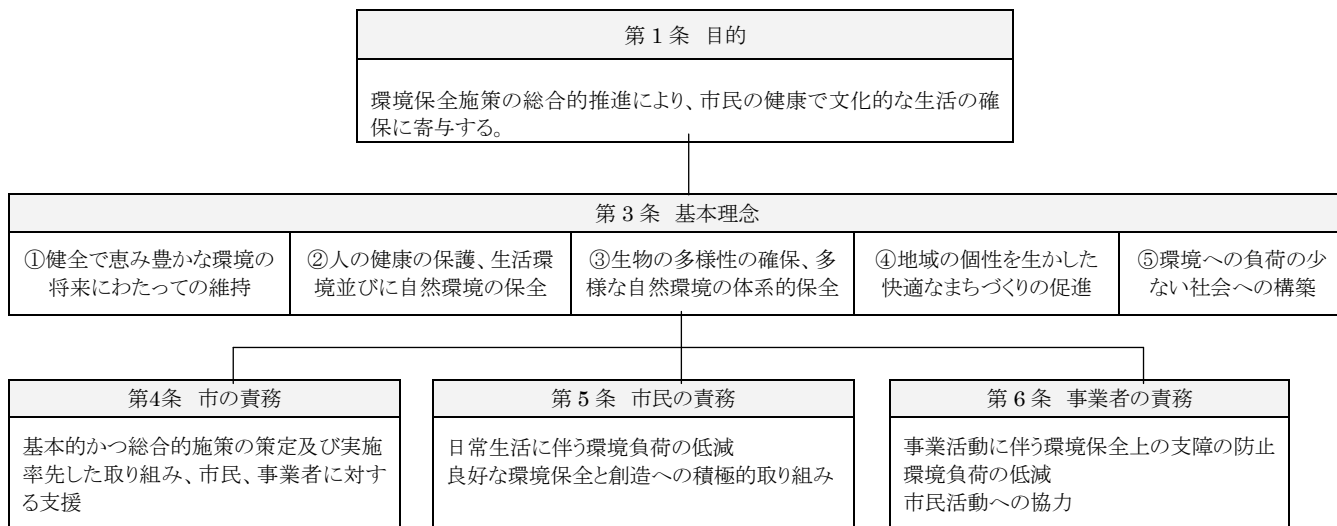 第１条 目的
環境保全施策の総合的推進により、市民の健康で文化的な生活の確
保に寄与する。
第３条 基本理念
①健全で恵み豊かな環境の
将来にわたっての維持
②人の健康の保護、生活環
境並びに自然環境の保全
③生物の多様性の確保、多
様な自然環境の体系的保全
④地域の個性を生かした
快適なまちづくりの促進
⑤環境への負荷の少
ない社会への構築
第4条 市の責務
基本的かつ総合的施策の策定及び実施
率先した取り組み、市民、事業者に対す
る支援
第５条 市民の責務
日常生活に伴う環境負荷の低減
良好な環境保全と創造への積極的取り組み
第６条 事業者の責務
事業活動に伴う環境保全上の支障の防止
環境負荷の低減
市民活動への協力